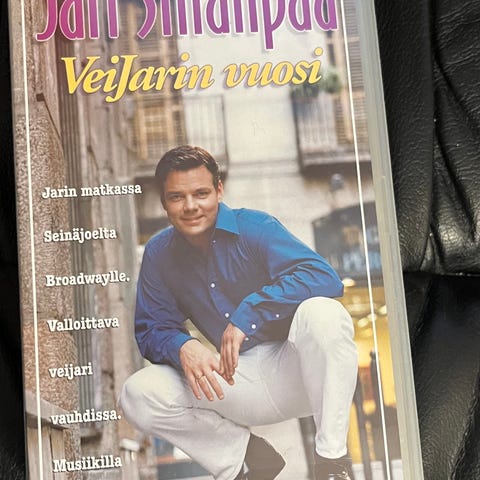 Jari Sillanpää
VeiJarin vuosi
Jarin matkassa
Seinäjoelta
Broadwaylle.
Valloittava
veijari
vauhdissa.
Musiikilla